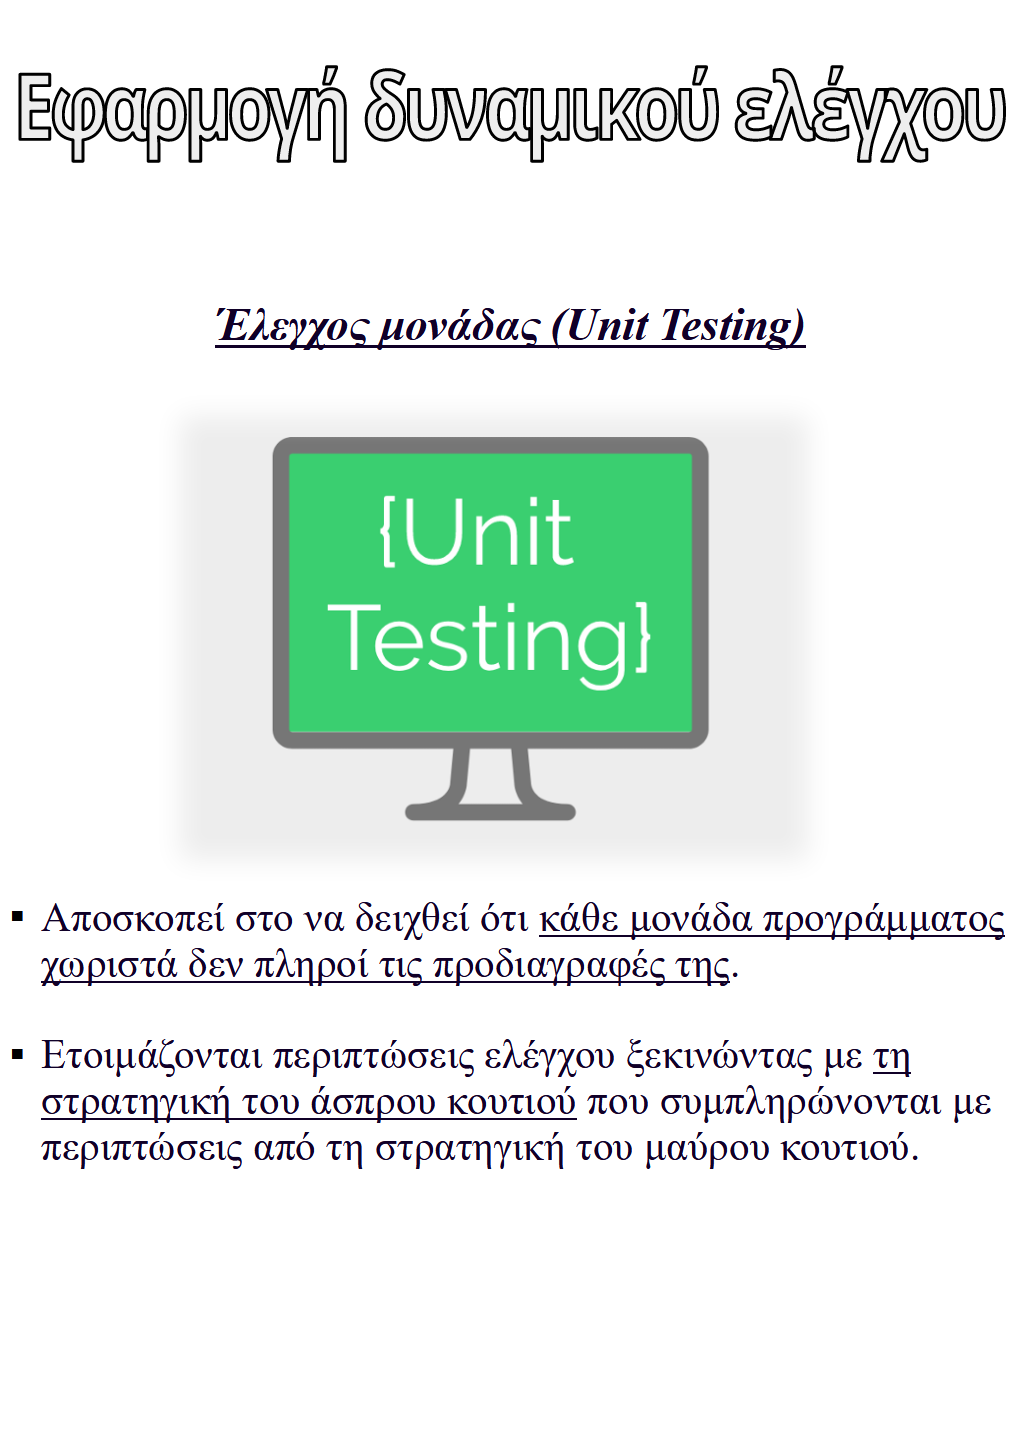 Εφαρμογή δυναμικού ελέγχου
Έλεγχος μονάδας (Unit Testing)
{Unit
Testing}
▪ Αποσκοπεί στο να δειχθεί ότι κάθε μονάδα προγράμματος
χωριστά δεν πληροί τις προδιαγραφές της.
▪ Ετοιμάζονται περιπτώσεις ελέγχου ξεκινώντας με τη
στρατηγική του άσπρου κουτιού που συμπληρώνονται με
περιπτώσεις από τη στρατηγική του μαύρου κουτιού.